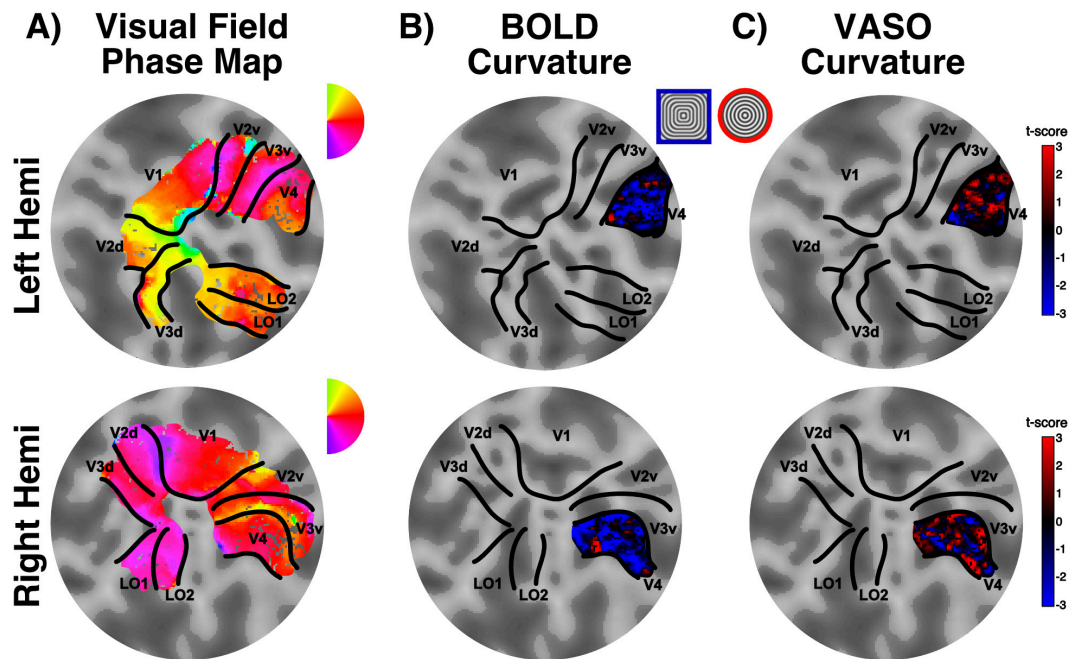 A) Visual Field
Phase Map
B) BOLD
Curvature
C) VASO
Curvature
Left Hemi
V2v
V3v
V1
V4
V2d
LO2
LO1
V3d
V2v
V3v
V1
V4
V2d
LO2
LO1
V3d
V2v
V3v
V1
V4
V2d
LO2
LO1
V3d
t-score
3
2
1
0
-1
-2
-3
Right Hemi
V2d
V1
V3d
V2v
V3v
V4
LO1
LO2
V2d
V1
V3d
V2v
V3v
V4
LO1
LO2
V2d
V1
V3d
V2v
V3v
V4
LO1
LO2
t-score
3
2
1
0
-1
-2
-3